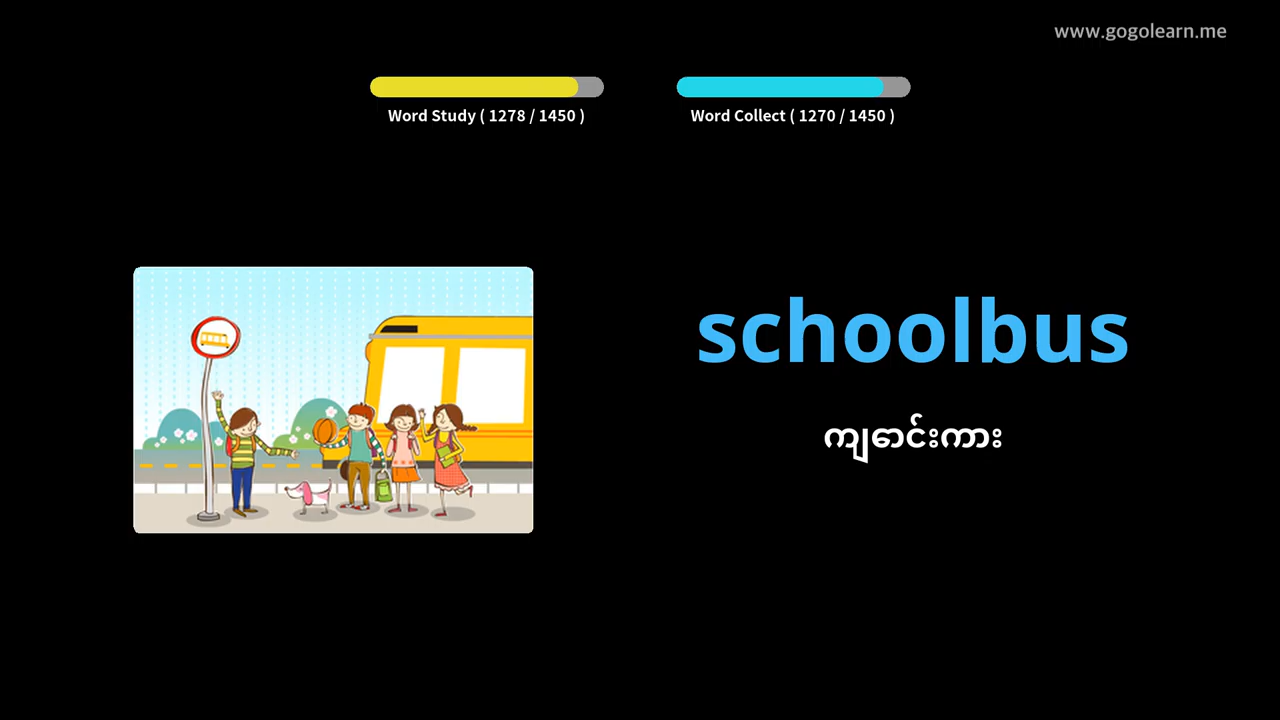 www.gogolearn.me
Word Study ( 1278 / 1450 )
Word Collect ( 1270 / 1450 )
schoolbus
ကျောင်းကား